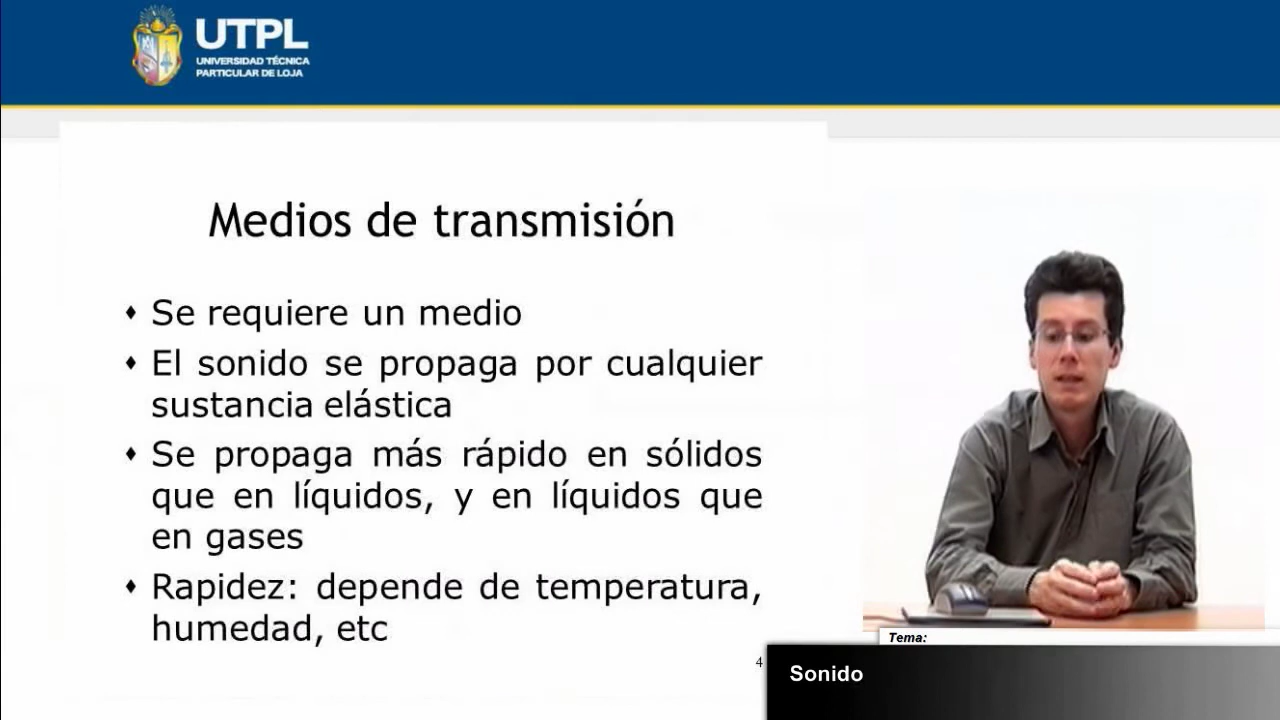 UTPL
UNIVERSIDAD TÉCNICA
PARTICULAR DE LOJA
Medios de transmisión
Se requiere un medio
El sonido se propaga por cualquier
sustancia elástica
Se propaga más rápido en sólidos
que en líquidos, y en líquidos que
en gases
Rapidez: depende de temperatura,
humedad, etc
4
Tema:
Sonido